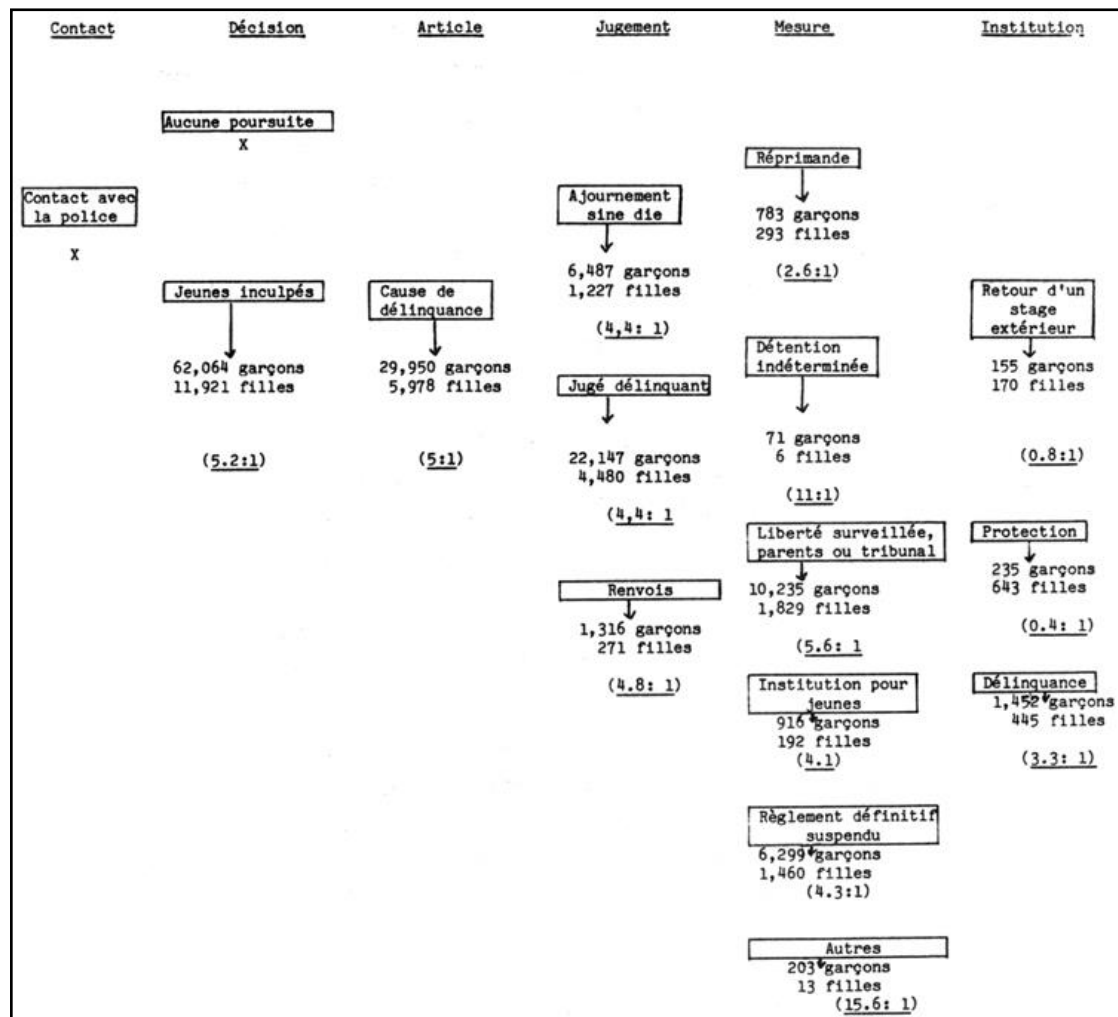 Contact
Décision
Article
Jugement
Mesure
Institution
Aucune poursuite
X
Contact avec
la police
X
Jeunes inculpés
62,064 garçons
11,921 filles
(5.2:1)
Cause de
délinquance
29,950 garçons
5,978 filles
(5:1)
Ajournement
sine die
6,487 garçons
1,227 filles
(4,4: 1)
Jugé délinquant
22,147 garçons
4,480 filles
(4,4: 1
Renvois
1,316 garçons
271 filles
(4.8: 1)
Réprimande
783 garçons
293 filles
(2.6:1)
Détention
indéterminée
71 garçons
6 filles
(11:1)
Liberté surveillée,
parents ou tribunal
10,235 garçons
1,829 filles
(5.6: 1
Institution pour
jeunes
916 garçons
192 filles
(4.1)
Règlement définitif
suspendu
6,299 garçons
1,460 filles
(4.3:1)
Autres
203 garçons
13 filles
(15.6: 1)
Retour d'un
stage
extérieur
155 garçons
170 filles
(0.8:1)
Protection
235 garçons
643 filles
(0.4: 1)
Délinquance
1,452 garçons
445 filles
(3.3: 1)